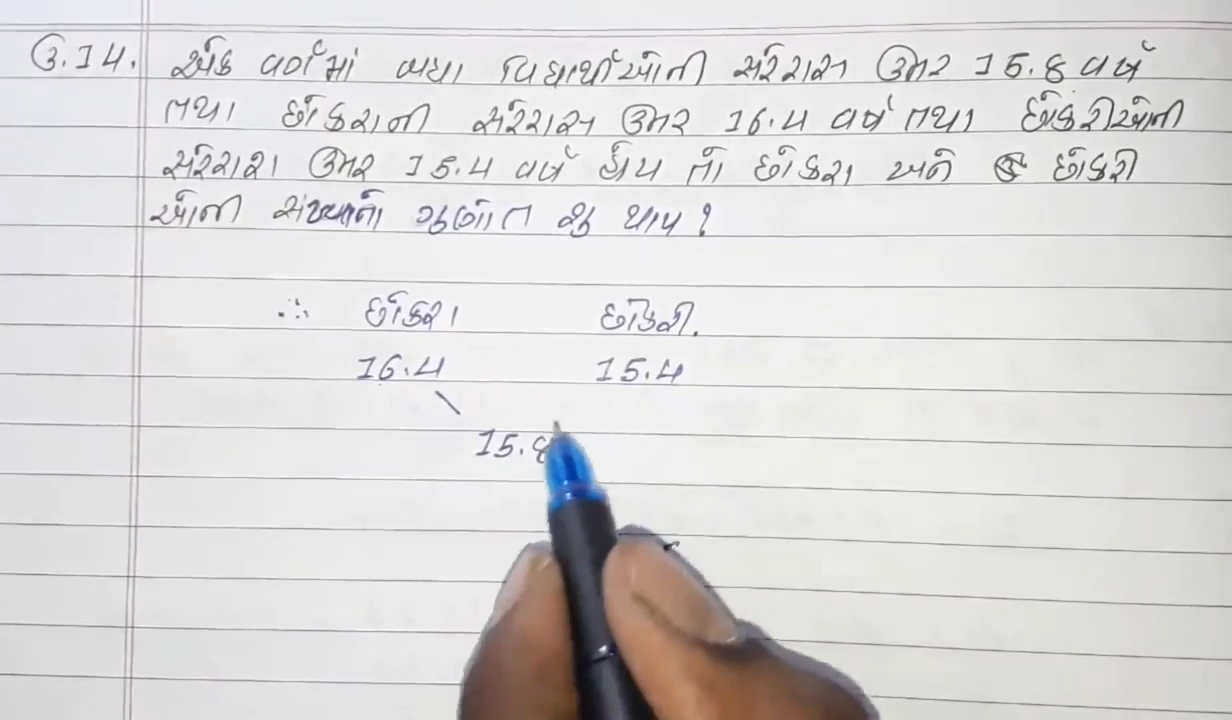 ઉ.14. એક વર્ગમાં બધા વિદ્યાર્થીઓની સરેરાશ ઊંમર 15.8 વર્ષ
તથા છોકરાની સરેરાશ ઊંમર 16.4 વર્ષ તથા છોકરીઓની
સરેરાશ ઊંમર 15.4 વર્ષ હોય તો છોકરા અને છોકરી
ઓની સંખ્યાનો ગુણોત્તર શુ થાય ?
∴ છોકરા છોકરી.
16.4 15.4
15.8